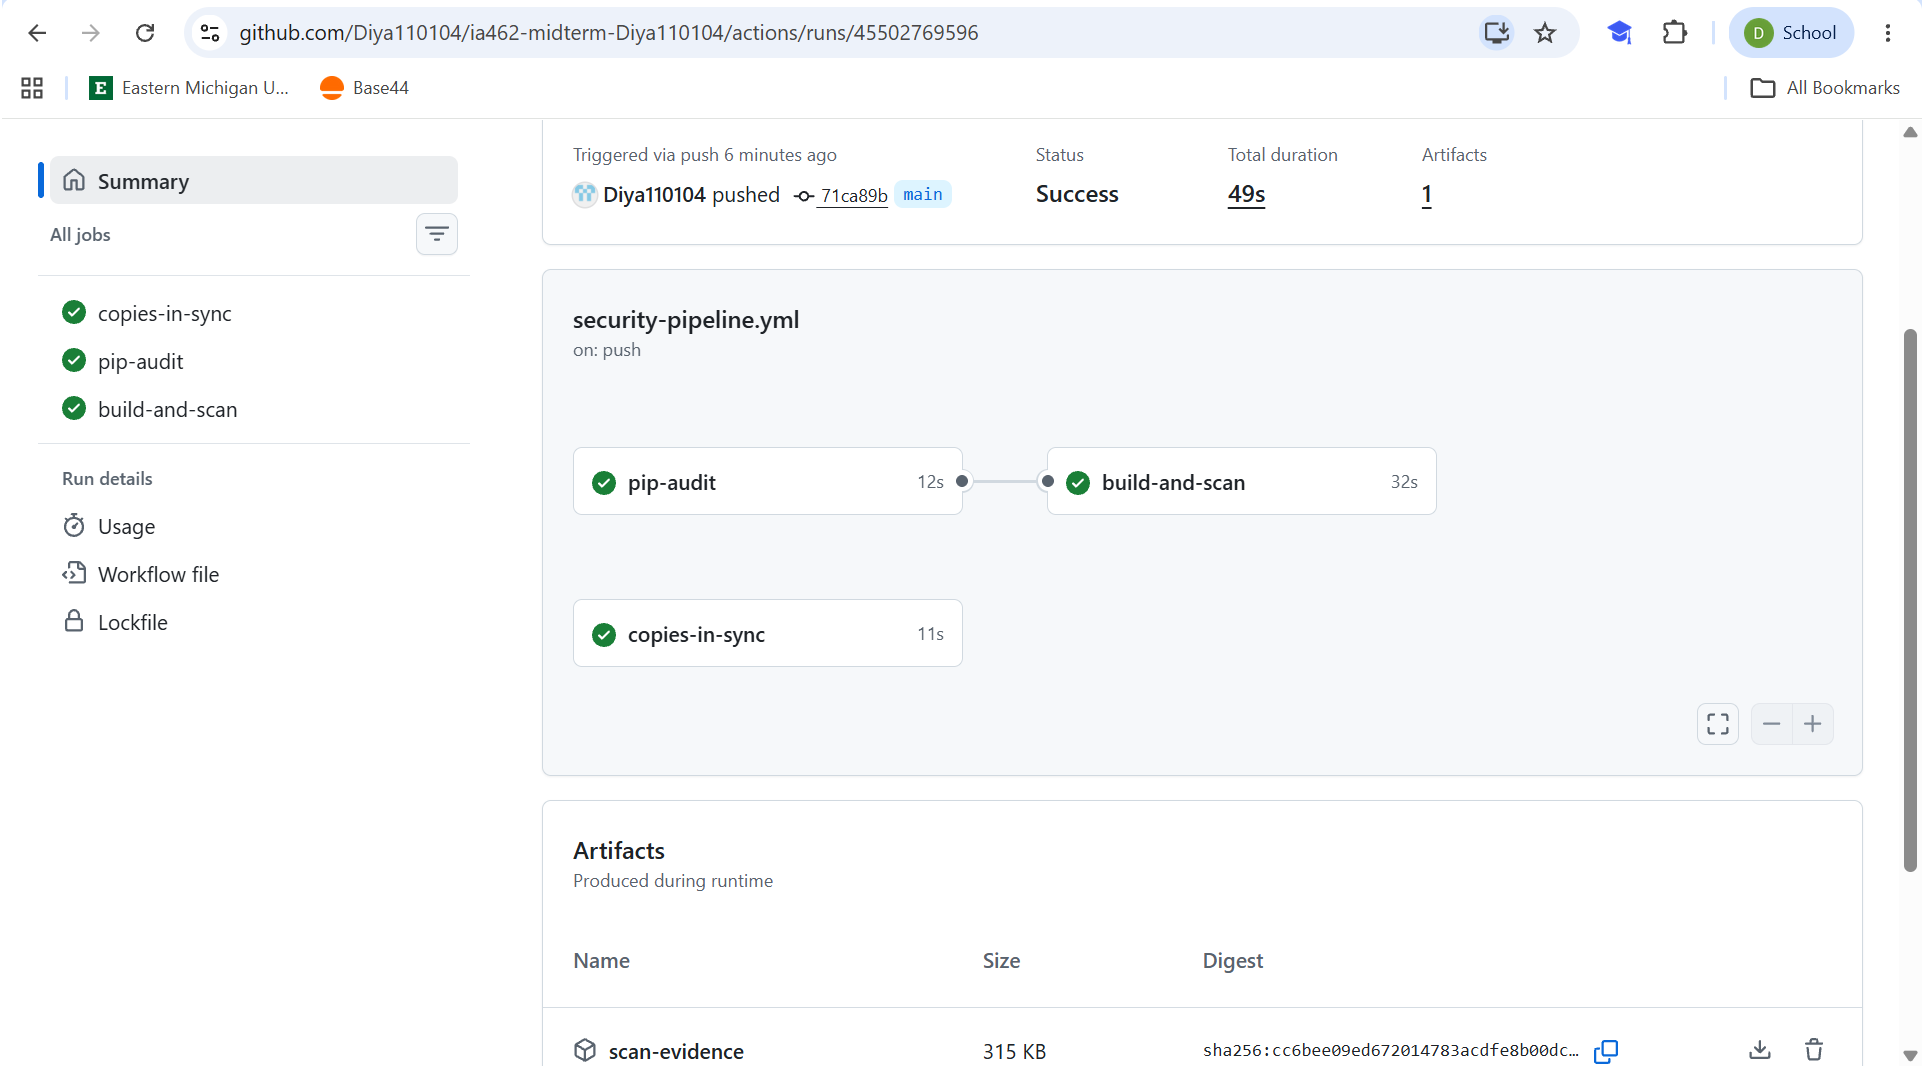 github.com/Diya110104/ia462-midterm-Diya110104/actions/runs/45502769596
D School
E Eastern Michigan U...
Base44
All Bookmarks
Summary
All jobs
copies-in-sync
pip-audit
build-and-scan
Run details
Usage
Workflow file
Lockfile
Triggered via push 6 minutes ago
Status
Total duration
Artifacts
Diya110104 pushed 71ca89b main
Success
49s
1
security-pipeline.yml
on: push
pip-audit 12s
build-and-scan 32s
copies-in-sync 11s
Artifacts
Produced during runtime
Name Size Digest
scan-evidence 315 KB sha256:cc6bee09ed672014783acdfe8b00dc…